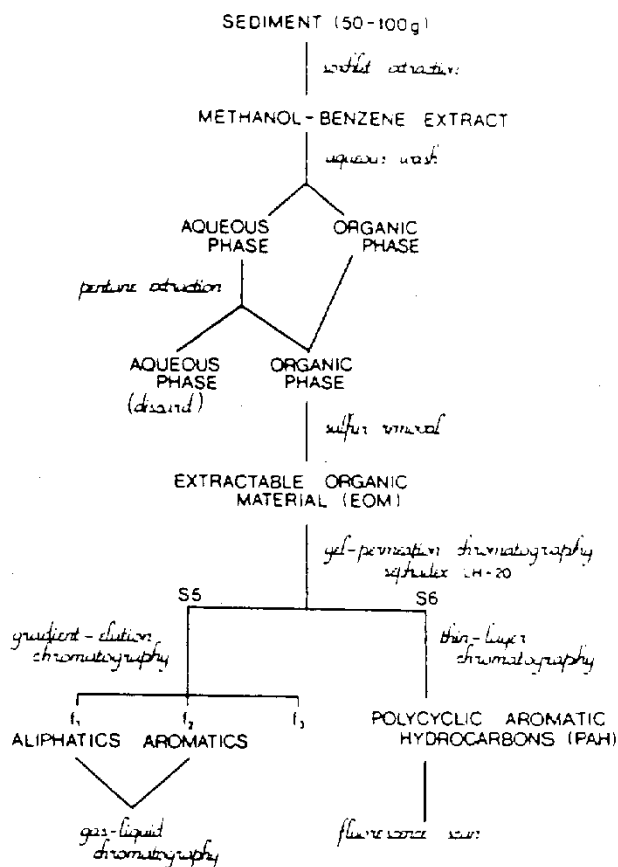 SEDIMENT (50-100g)
soxhlet extraction
METHANOL-BENZENE EXTRACT
aqueous wash
AQUEOUS
PHASE
ORGANIC
PHASE
pentane extraction
AQUEOUS
PHASE
(discard)
ORGANIC
PHASE
sulfur removal
EXTRACTABLE ORGANIC
MATERIAL (EOM)
gel-permeation chromatography
sephadex LH-20
S5
S6
gradient-elution
chromatography
thin-layer
chromatography
f₁
f₂
f₃
ALIPHATICS AROMATICS
POLYCYCLIC AROMATIC
HYDROCARBONS (PAH)
gas-liquid
chromatography
fluorescence scan